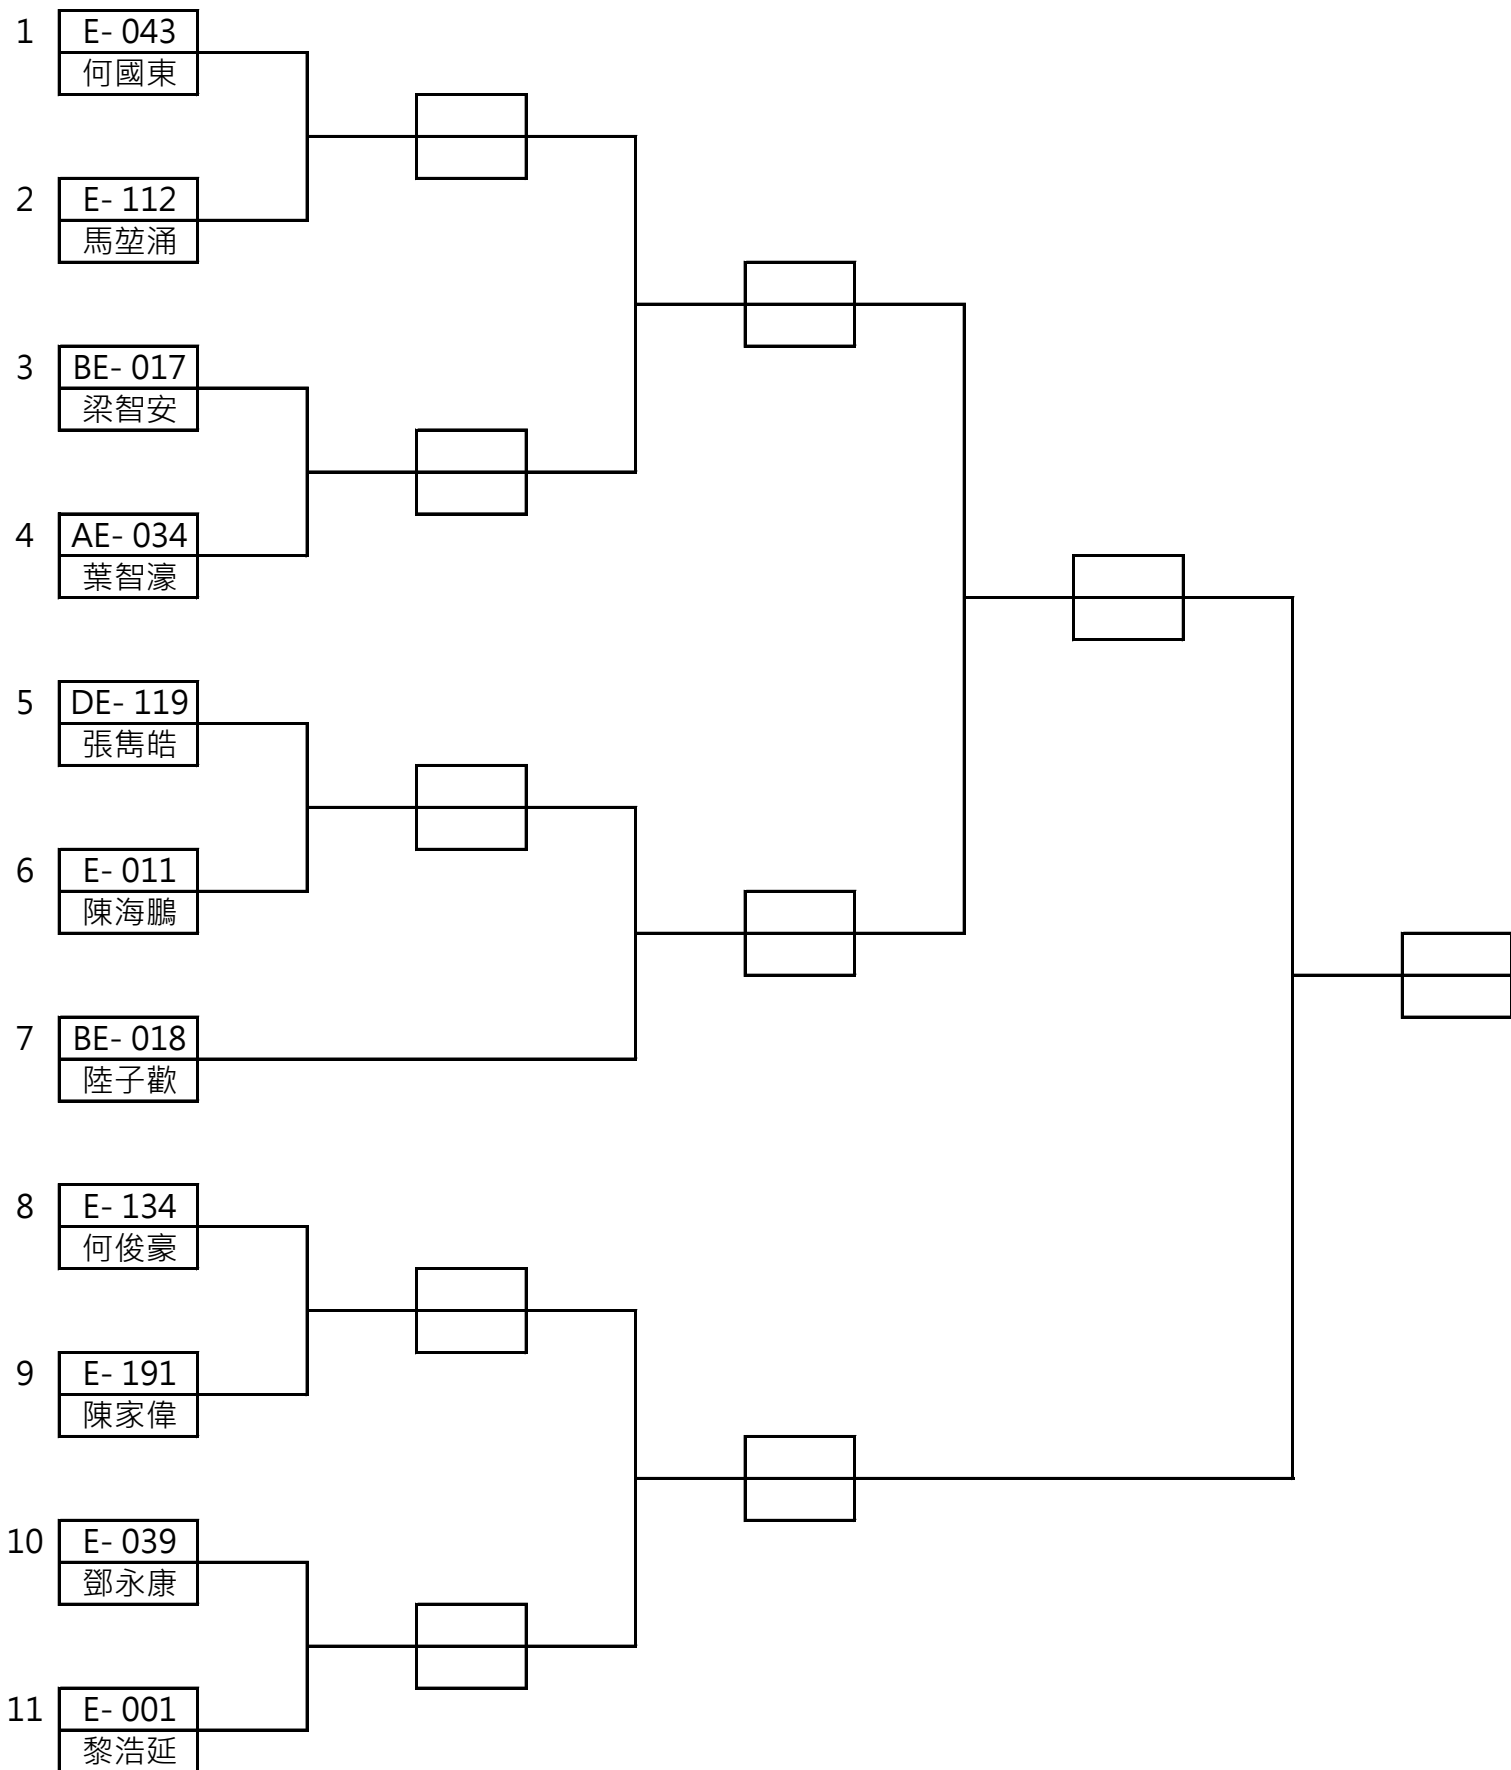 1 E- 043
何國東
2 E- 112
馬堃涌
3 BE- 017
梁智安
4 AE- 034
葉智濠
5 DE- 119
張雋皓
6 E- 011
陳海鵬
7 BE- 018
陸子歡
8 E- 134
何俊豪
9 E- 191
陳家偉
10 E- 039
鄧永康
11 E- 001
黎浩延